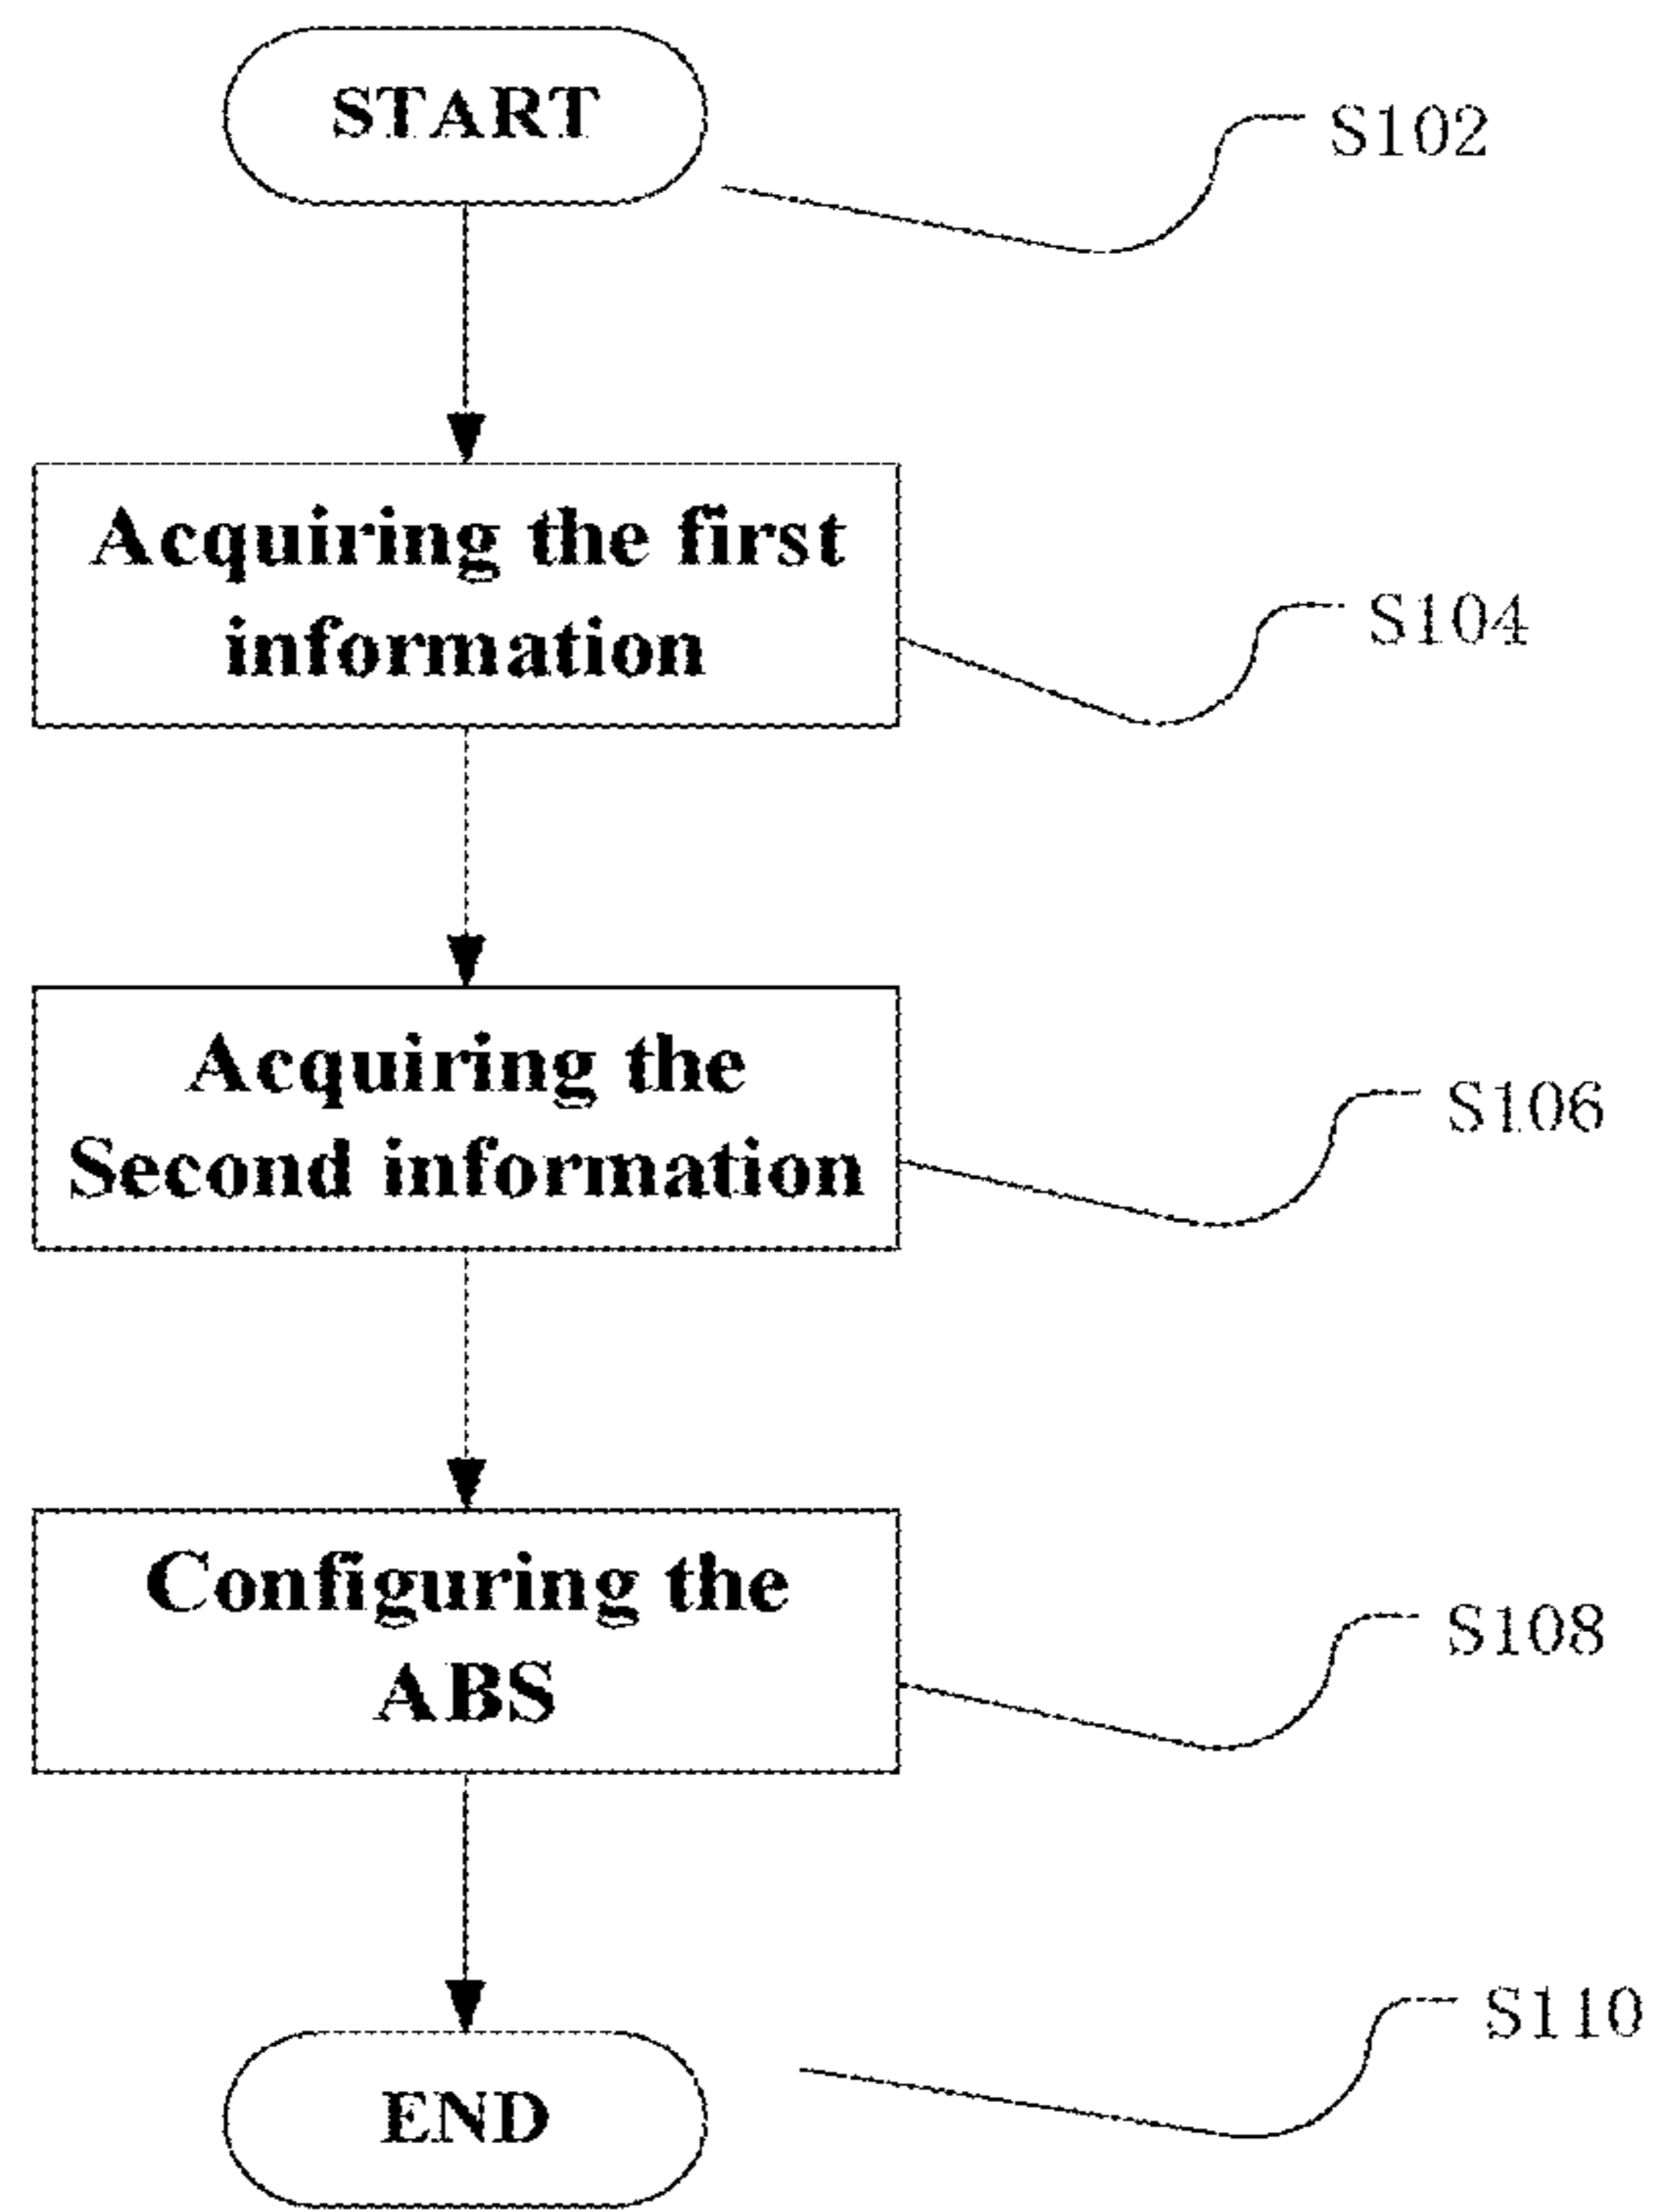 START
S102
Acquiring the first
information
S104
Acquiring the
Second information
S106
Configuring the
ABS
S108
END
S110